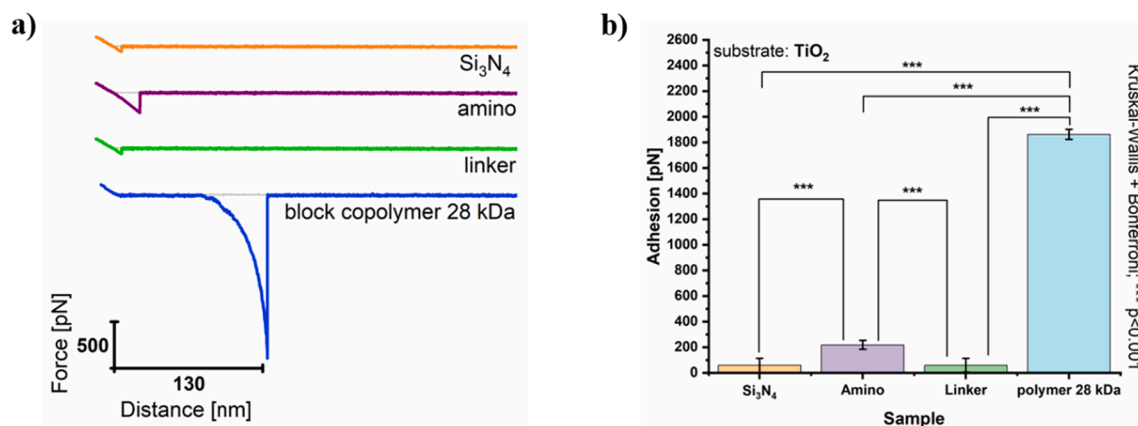 a)
Si₃N₄
amino
linker
block copolymer 28 kDa
Force [pN]
500
130
Distance [nm]
b)
substrate: TiO₂
2600
2400
2200
2000
1800
1600
1400
1200
1000
800
600
400
200
0
Adhesion [pN]
***
***
***
***
***
Si₃N₄
Amino
Linker
polymer 28 kDa
Sample
Kruskal-Wallis + Bonferroni; *** p<0.001